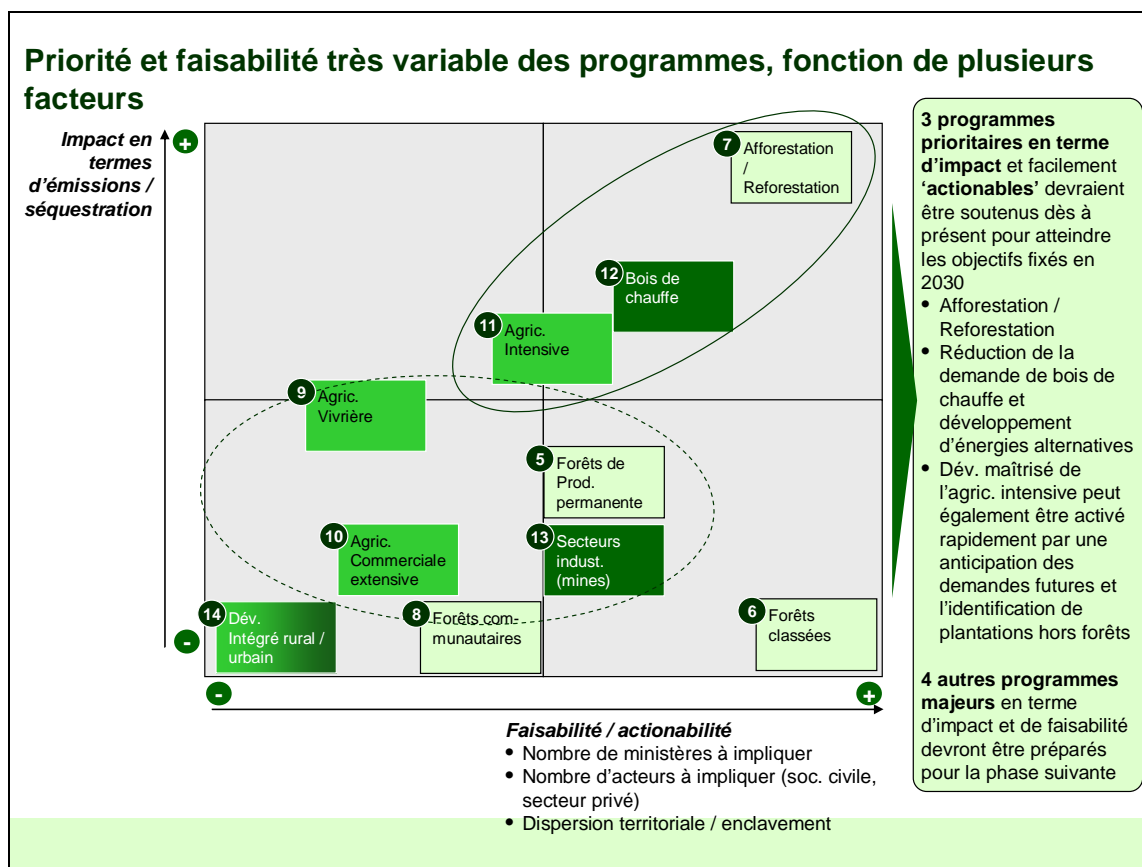 Priorité et faisabilité très variable des programmes, fonction de plusieurs
facteurs
Impact en
termes
d'émissions /
séquestration
+
7
Afforestation
/
Reforestation
12
Bois de
chauffe
11
Agric.
Intensive
9
Agric.
Vivrière
5
Forêts de
Prod.
permanente
10
Agric.
Commerciale
extensive
13
Secteurs
indust.
(mines)
14
Dév.
Intégré rural /
urbain
8
Forêts com-
munautaires
6
Forêts
classées
-
-
+
Faisabilité / actionabilité
• Nombre de ministères à impliquer
• Nombre d'acteurs à impliquer (soc. civile,
secteur privé)
• Dispersion territoriale / enclavement
3 programmes
prioritaires en terme
d'impact et facilement
'actionables' devraient
être soutenus dès à
présent pour atteindre
les objectifs fixés en
2030
• Afforestation /
Reforestation
• Réduction de la
demande de bois de
chauffe et
développement
d'énergies alternatives
• Dév. maîtrisé de
l'agric. intensive peut
également être activé
rapidement par une
anticipation des
demandes futures et
l'identification de
plantations hors forêts
4 autres programmes
majeurs en terme
d'impact et de faisabilité
devront être préparés
pour la phase suivante